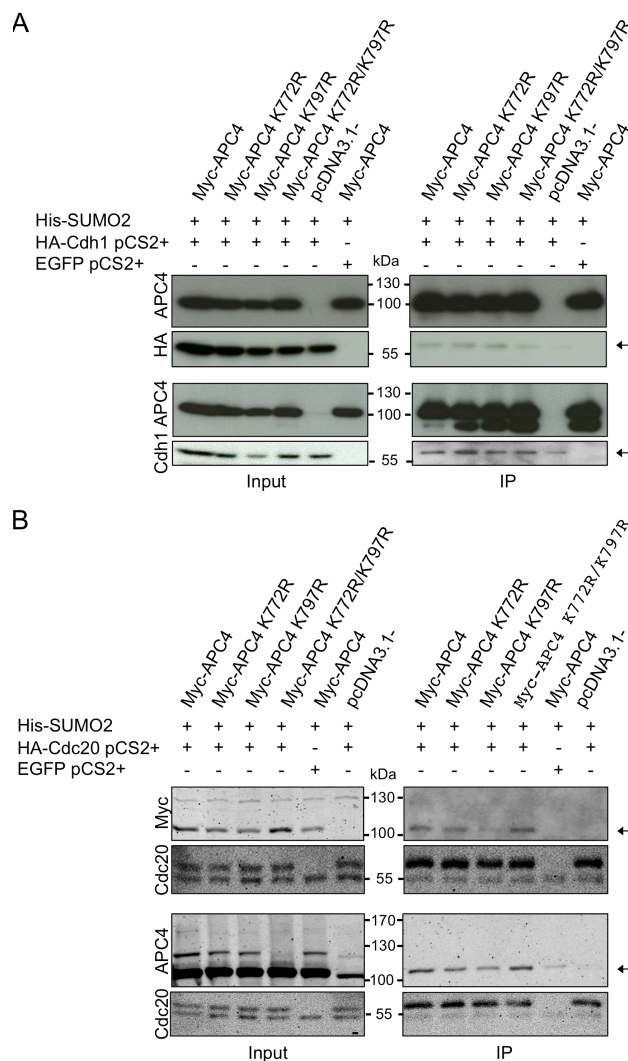 A
Myc-APC4
Myc-APC4 K772R
Myc-APC4 K797R
Myc-APC4 K772R/K797R
pcDNA3.1-
Myc-APC4
Myc-APC4
Myc-APC4 K772R
Myc-APC4 K797R
Myc-APC4 K772R/K797R
pcDNA3.1-
Myc-APC4
His-SUMO2 + + + + + + + + + + + +
HA-Cdh1 pCS2+ + + + + + - + + + + + -
EGFP pCS2+ - - - - - + - - - - - +
kDa
APC4
130
100
HA
55
APC4
130
100
Cdh1
55
Input IP
B
Myc-APC4
Myc-APC4 K772R
Myc-APC4 K797R
Myc-APC4 K772R/K797R
Myc-APC4
pcDNA3.1-
Myc-APC4
Myc-APC4 K772R
Myc-APC4 K797R
Myc-APC4 K772R/K797R
Myc-APC4
pcDNA3.1-
His-SUMO2 + + + + + + + + + + + +
HA-Cdc20 pCS2+ + + + + - + + + + + - +
EGFP pCS2+ - - - - + - - - - - + -
kDa
Myc
130
100
Cdc20
55
APC4
170
130
100
Cdc20
55
Input IP